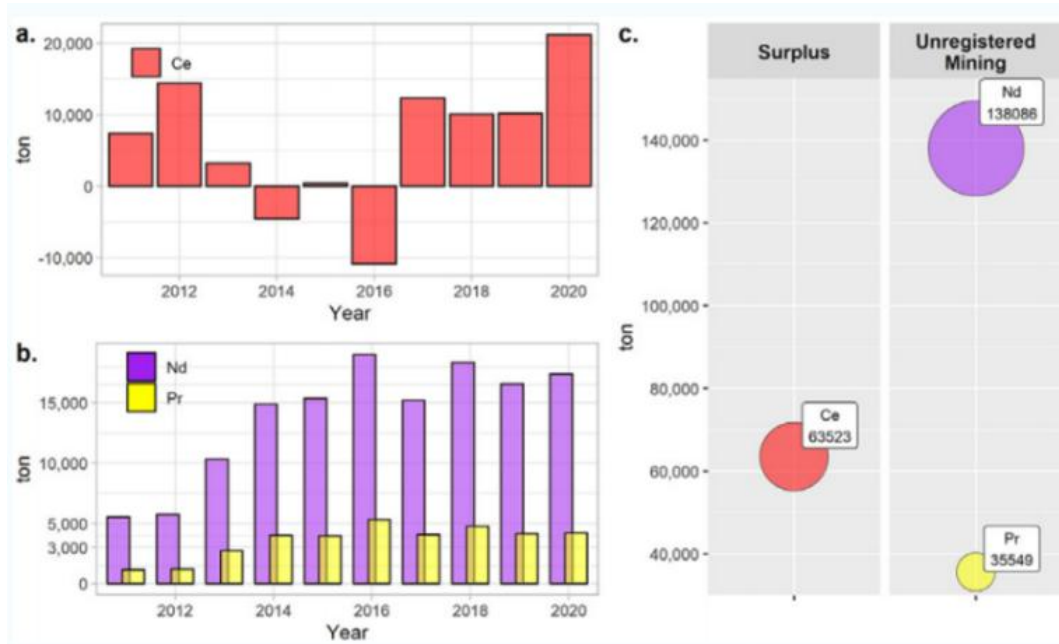 a.
20,000
10,000
0
-10,000
ton
Ce
2012
2014
2016
2018
2020
Year
b.
15,000
10,000
5,000
3,000
0
ton
Nd
Pr
2012
2014
2016
2018
2020
Year
c.
Surplus
Unregistered
Mining
140,000
120,000
100,000
80,000
60,000
40,000
ton
Nd
138086
Ce
63523
Pr
35549